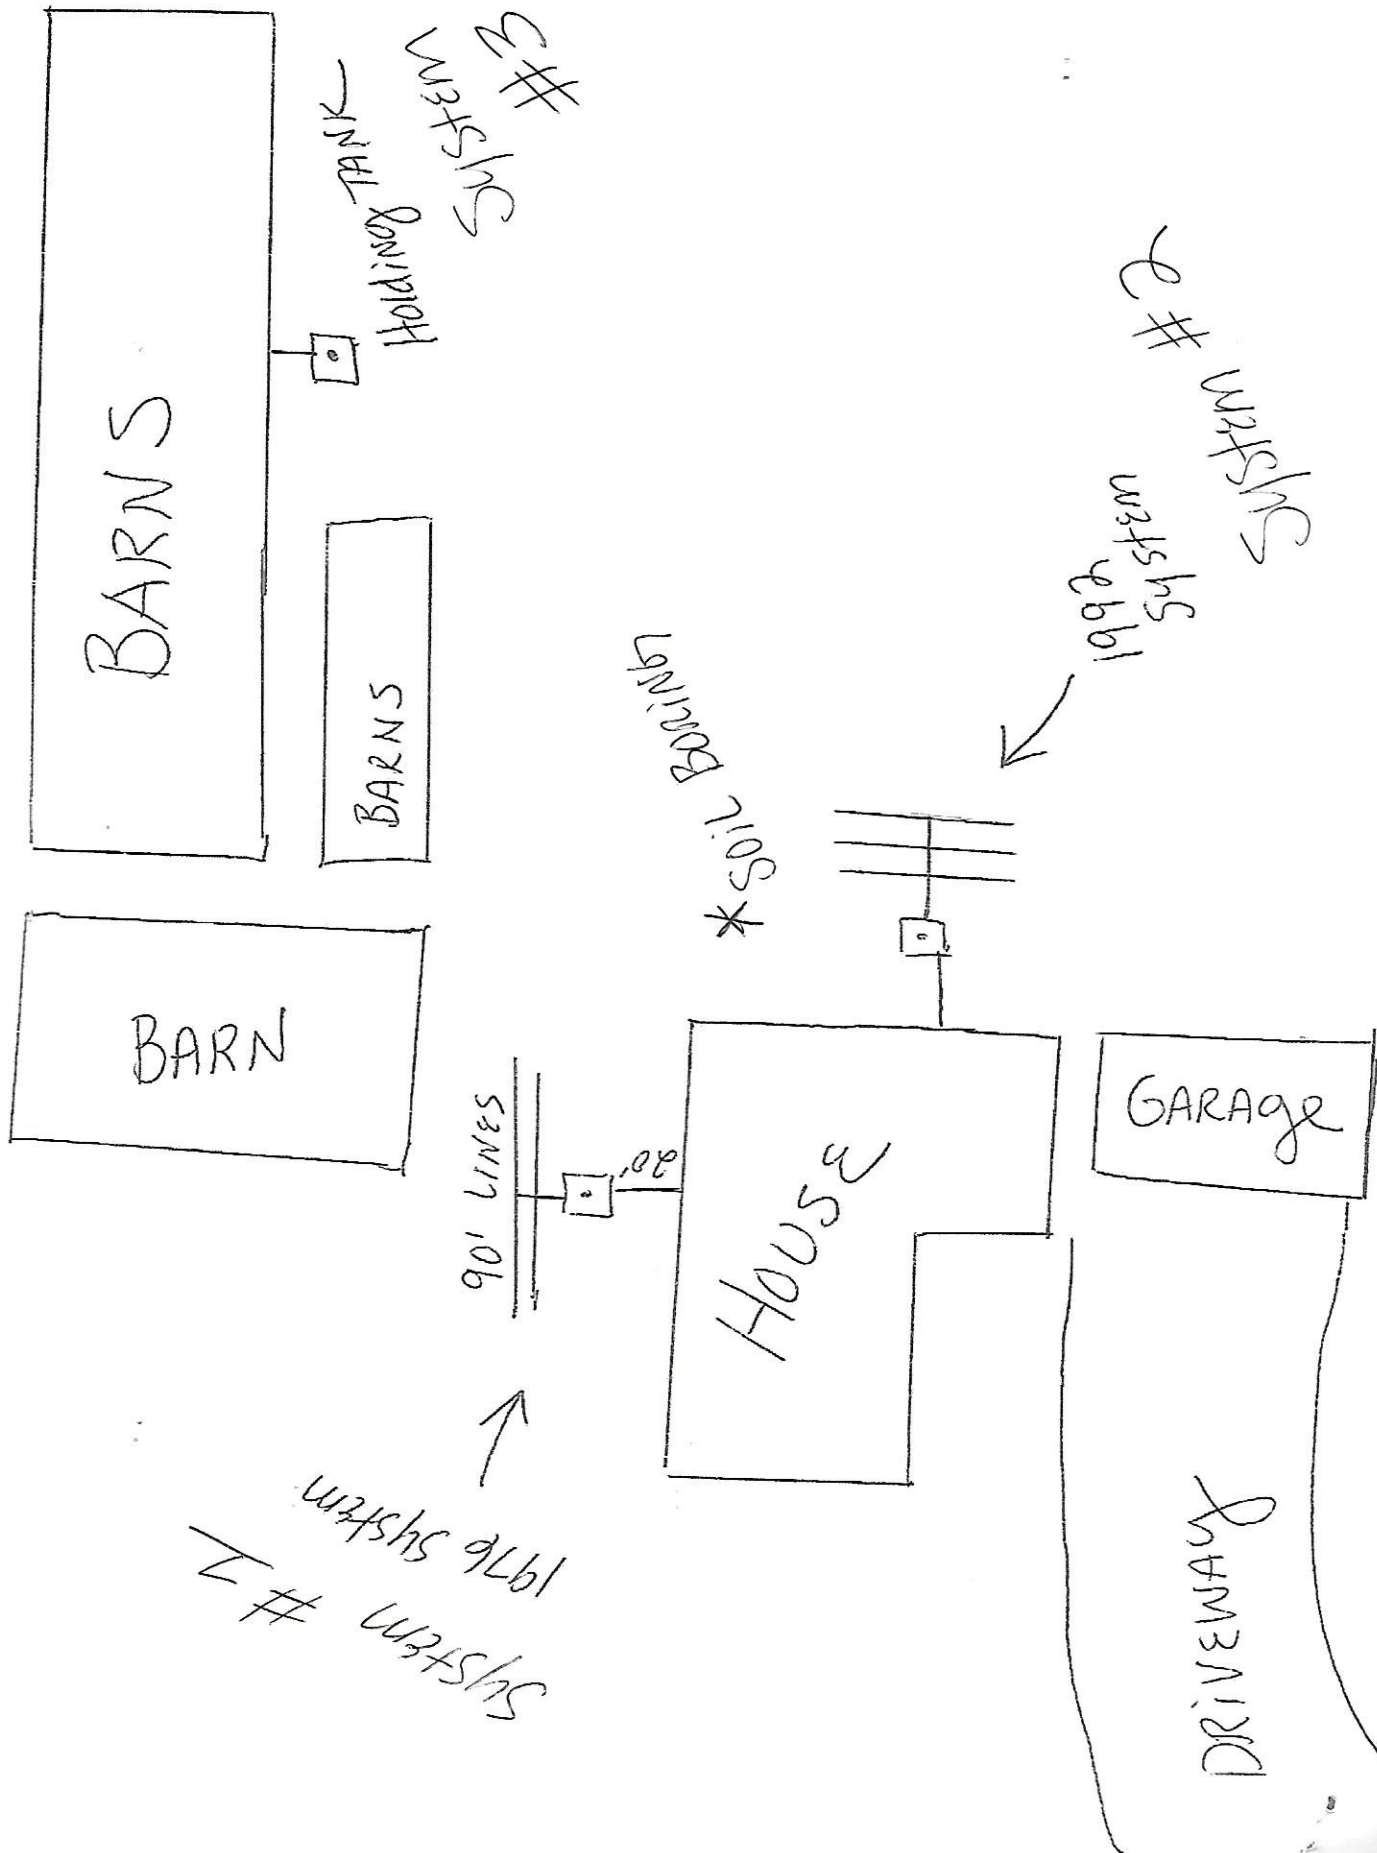 BARNS
Holding TANK
System
#3
BARNS
BARN
* SOIL BORING
1992
System
System #2
90' LINES
20'
HOUSE
GARAge
1976 System
System #1
DRIVEWAy